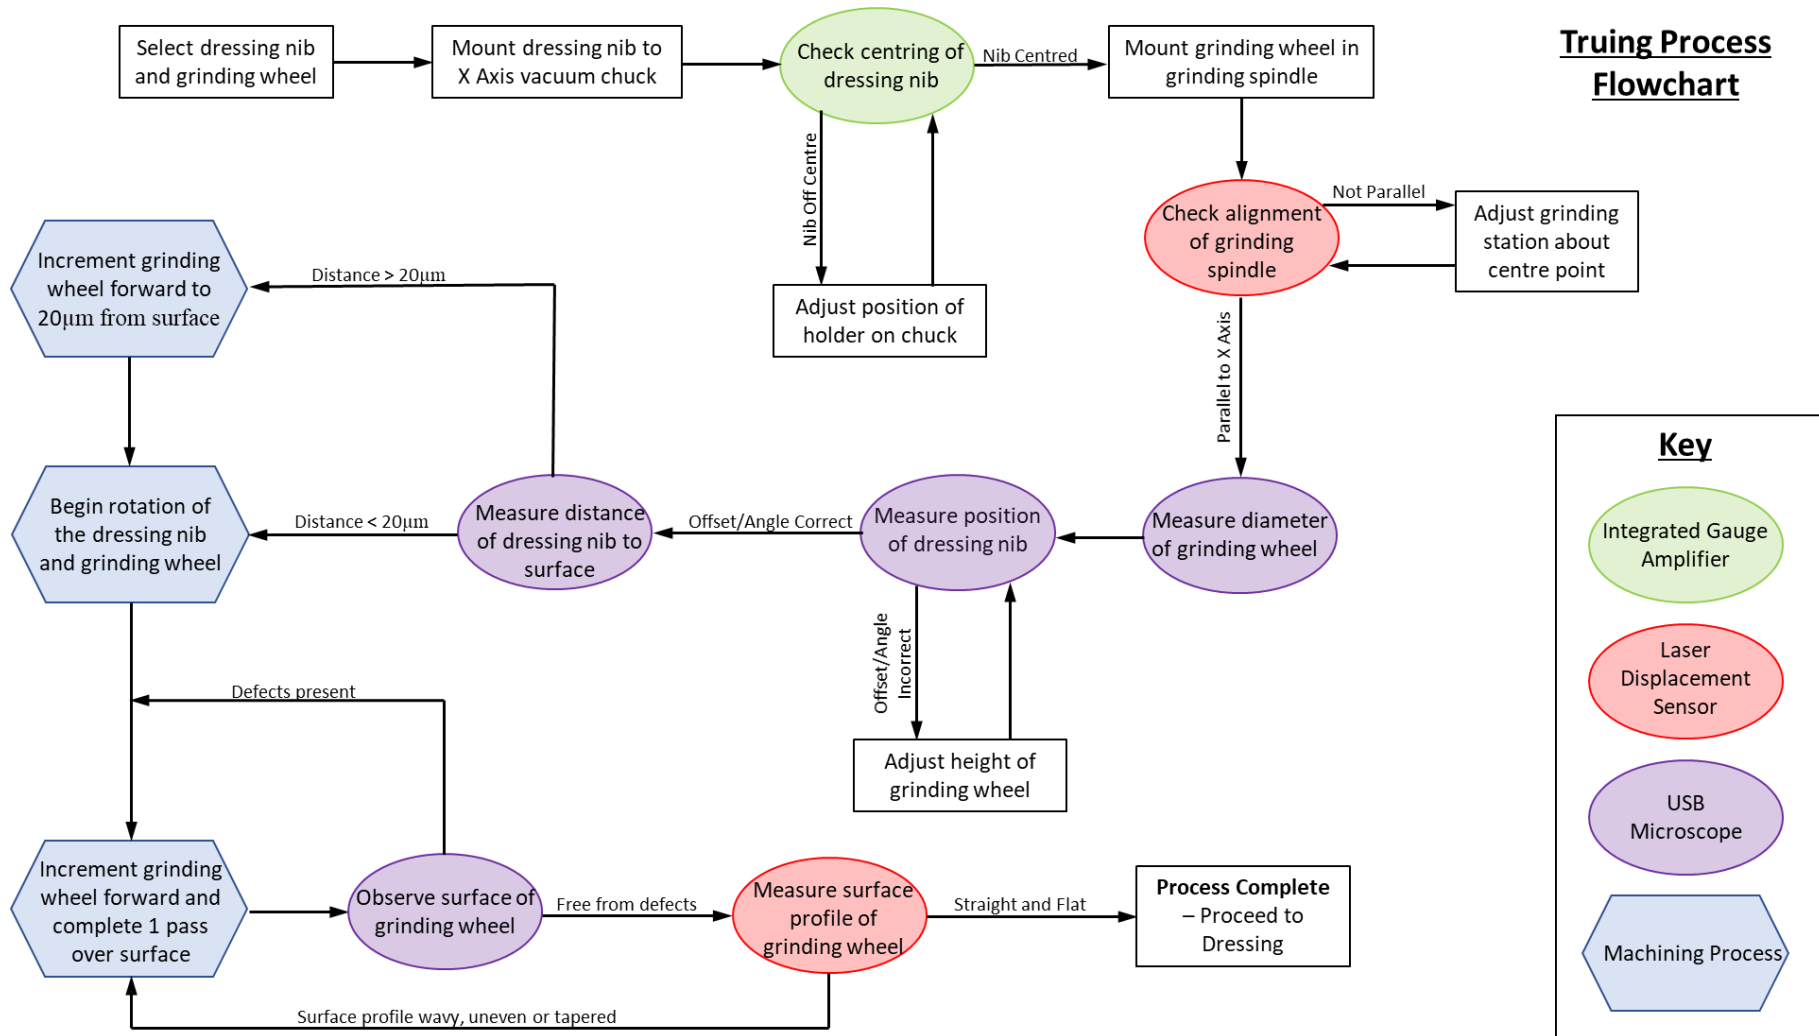 Truing Process
Flowchart
Select dressing nib
and grinding wheel
Mount dressing nib to
X Axis vacuum chuck
Check centring of
dressing nib
Nib Centred
Mount grinding wheel in
grinding spindle
Nib Off Centre
Adjust position of
holder on chuck
Check alignment
of grinding
spindle
Not Parallel
Adjust grinding
station about
centre point
Parallel to X Axis
Measure diameter
of grinding wheel
Measure position
of dressing nib
Offset/Angle
Incorrect
Adjust height of
grinding wheel
Offset/Angle Correct
Measure distance
of dressing nib to
surface
Distance > 20μm
Increment grinding
wheel forward to
20μm from surface
Distance < 20μm
Begin rotation of
the dressing nib
and grinding wheel
Defects present
Increment grinding
wheel forward and
complete 1 pass
over surface
Observe surface of
grinding wheel
Free from defects
Measure surface
profile of
grinding wheel
Straight and Flat
Process Complete
– Proceed to
Dressing
Surface profile wavy, uneven or tapered
Key
Integrated Gauge
Amplifier
Laser
Displacement
Sensor
USB
Microscope
Machining Process